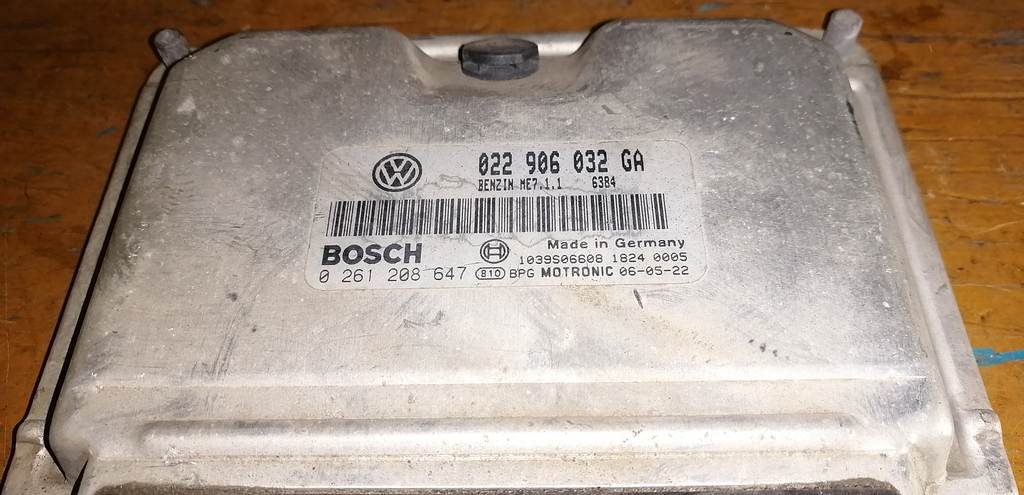 022 906 032 GA
BENZIN ME7.1.1 6384
BOSCH
Made in Germany
1039S06608 1824 0005
0 261 208 647 810 BPG MOTRONIC 06-05-22